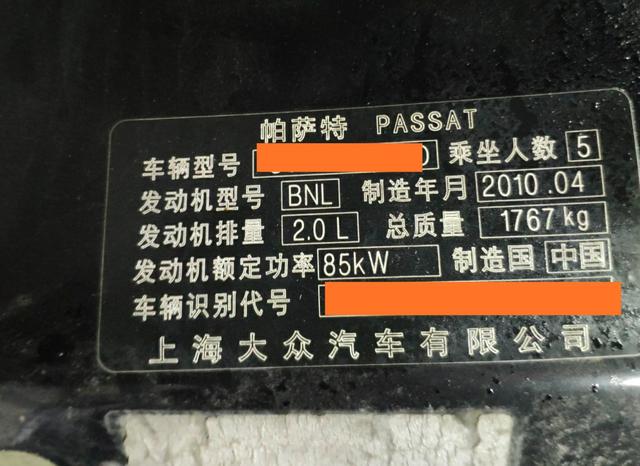 帕萨特 PASSAT
车辆型号 乘坐人数 5
发动机型号 BNL 制造年月 2010.04
发动机排量 2.0 L 总质量 1767 kg
发动机额定功率 85kW 制造国 中国
车辆识别代号
上海大众汽车有限公司